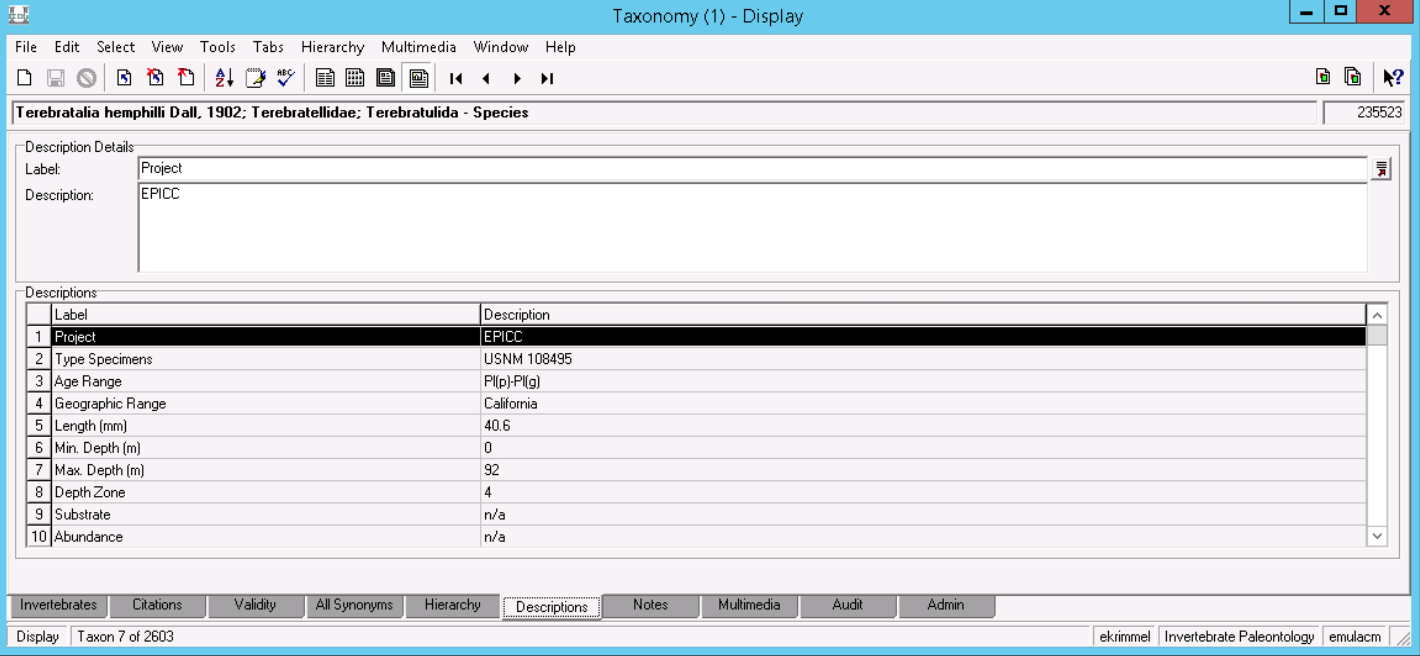 Taxonomy (1) - Display
File Edit Select View Tools Tabs Hierarchy Multimedia Window Help
Terebratalia hemphilli Dall, 1902; Terebratellidae; Terebratulida - Species 235523
Description Details
Label: Project
Description: EPICC
Descriptions
Label Description
1 Project EPICC
2 Type Specimens USNM 108495
3 Age Range Pl(p)-Pl(g)
4 Geographic Range California
5 Length (mm) 40.6
6 Min. Depth (m) 0
7 Max. Depth (m) 92
8 Depth Zone 4
9 Substrate n/a
10 Abundance n/a
Invertebrates Citations Validity All Synonyms Hierarchy Descriptions Notes Multimedia Audit Admin
Display Taxon 7 of 2603 ekrimmel Invertebrate Paleontology emulacm